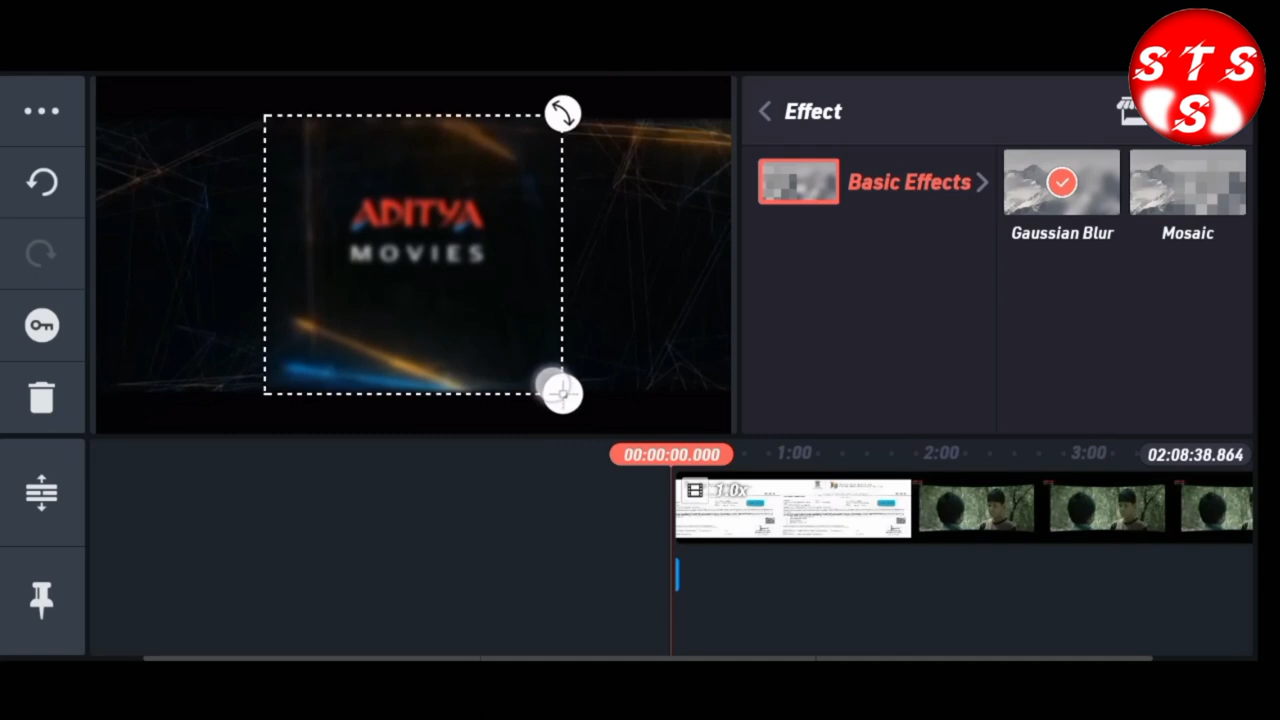 STS
S
Effect
Basic Effects
Gaussian Blur
Mosaic
ADITYA
MOVIES
00:00:00.000
1:00
2:00
3:00
02:08:38.864
1.0x